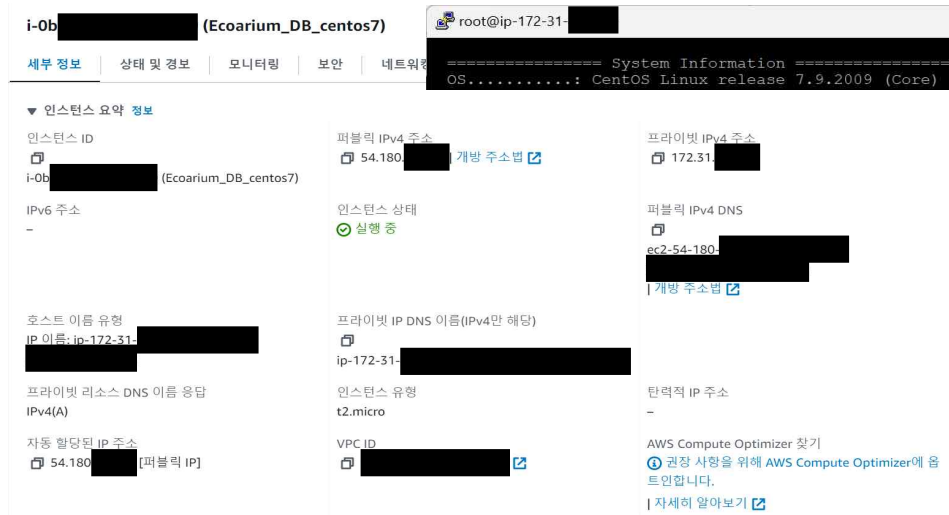 i-0b (Ecoarium_DB_centos7)
root@ip-172-31-
================ System Information ================
OS...........: CentOS Linux release 7.9.2009 (Core)
세부 정보 상태 및 경보 모니터링 보안 네트워킹
▼ 인스턴스 요약 정보
인스턴스 ID
i-0b (Ecoarium_DB_centos7)
퍼블릭 IPv4 주소
54.180. | 개방 주소법
프라이빗 IPv4 주소
172.31.
IPv6 주소
–
인스턴스 상태
실행 중
퍼블릭 IPv4 DNS
ec2-54-180-
| 개방 주소법
호스트 이름 유형
IP 이름: ip-172-31-
프라이빗 IP DNS 이름(IPv4만 해당)
ip-172-31-
프라이빗 리소스 DNS 이름 응답
IPv4(A)
인스턴스 유형
t2.micro
탄력적 IP 주소
–
자동 할당된 IP 주소
54.180 [퍼블릭 IP]
VPC ID
AWS Compute Optimizer 찾기
권장 사항을 위해 AWS Compute Optimizer에 옵
트인합니다.
| 자세히 알아보기